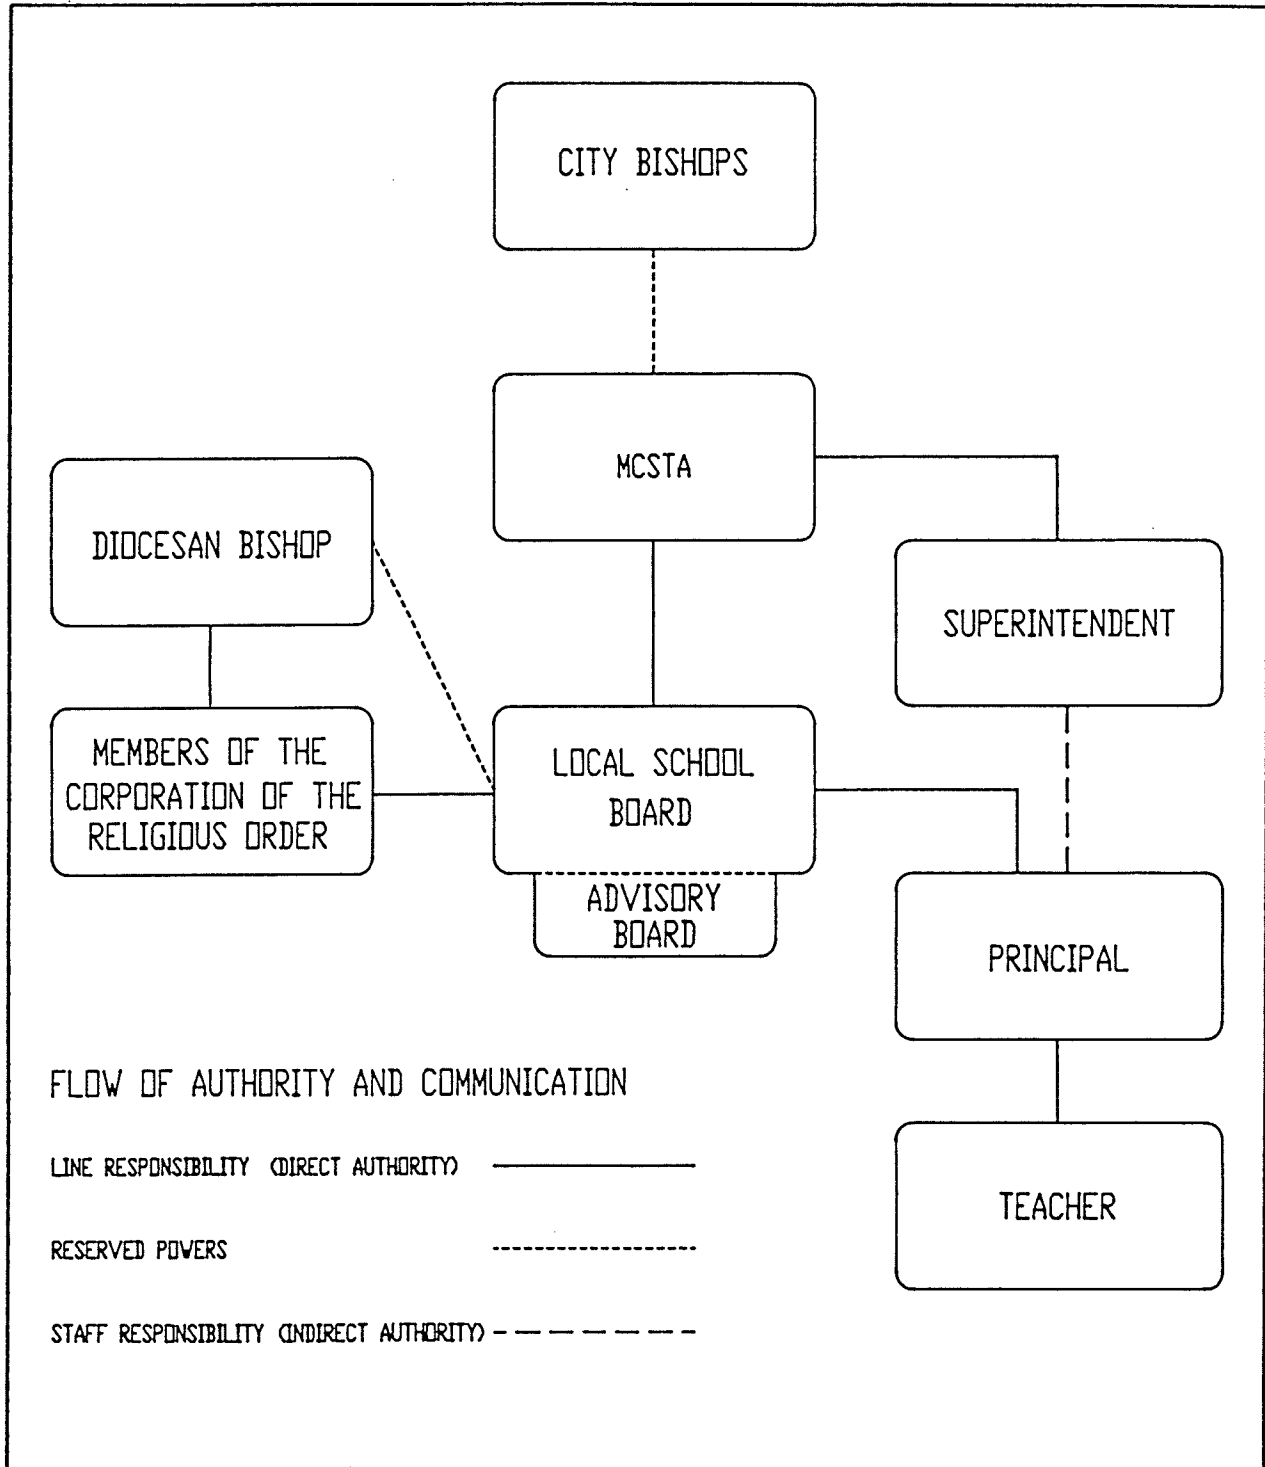 CITY BISHOPS
MCSTA
DIOCESAN BISHOP
SUPERINTENDENT
MEMBERS OF THE
CORPORATION OF THE
RELIGIOUS ORDER
LOCAL SCHOOL
BOARD
ADVISORY
BOARD
PRINCIPAL
TEACHER
FLOW OF AUTHORITY AND COMMUNICATION
LINE RESPONSIBILITY (DIRECT AUTHORITY)
RESERVED POWERS
STAFF RESPONSIBILITY (INDIRECT AUTHORITY)